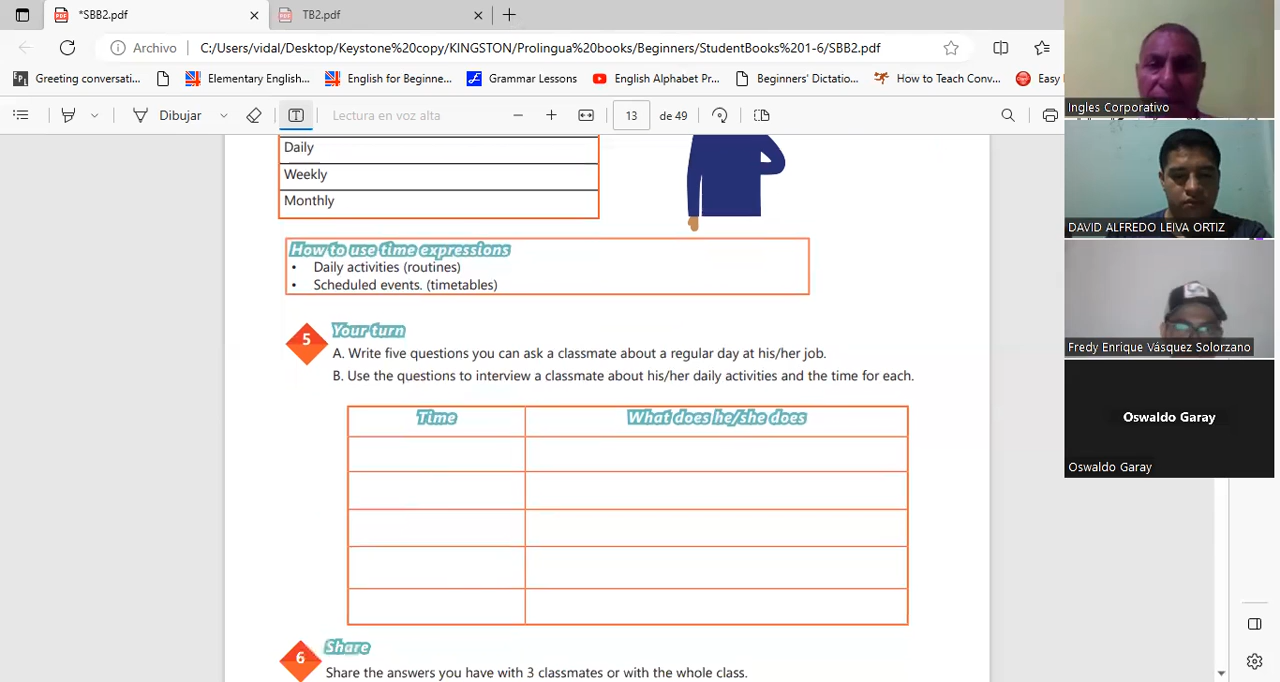 *SBB2.pdf
TB2.pdf
Archivo
C:/Users/vidal/Desktop/Keystone%20copy/KINGSTON/Prolingua%20books/Beginners/StudentBooks%201-6/SBB2.pdf
Greeting conversati...
Elementary English...
English for Beginne...
Grammar Lessons
English Alphabet Pr...
Beginners' Dictatio...
How to Teach Conv...
Easy
Dibujar
Lectura en voz alta
13
de 49
Daily
Weekly
Monthly
How to use time expressions
• Daily activities (routines)
• Scheduled events. (timetables)
5
Your turn
A. Write five questions you can ask a classmate about a regular day at his/her job.
B. Use the questions to interview a classmate about his/her daily activities and the time for each.
Time
What does he/she does
6
Share
Share the answers you have with 3 classmates or with the whole class.
Ingles Corporativo
DAVID ALFREDO LEIVA ORTIZ
Fredy Enrique Vásquez Solorzano
Oswaldo Garay
Oswaldo Garay